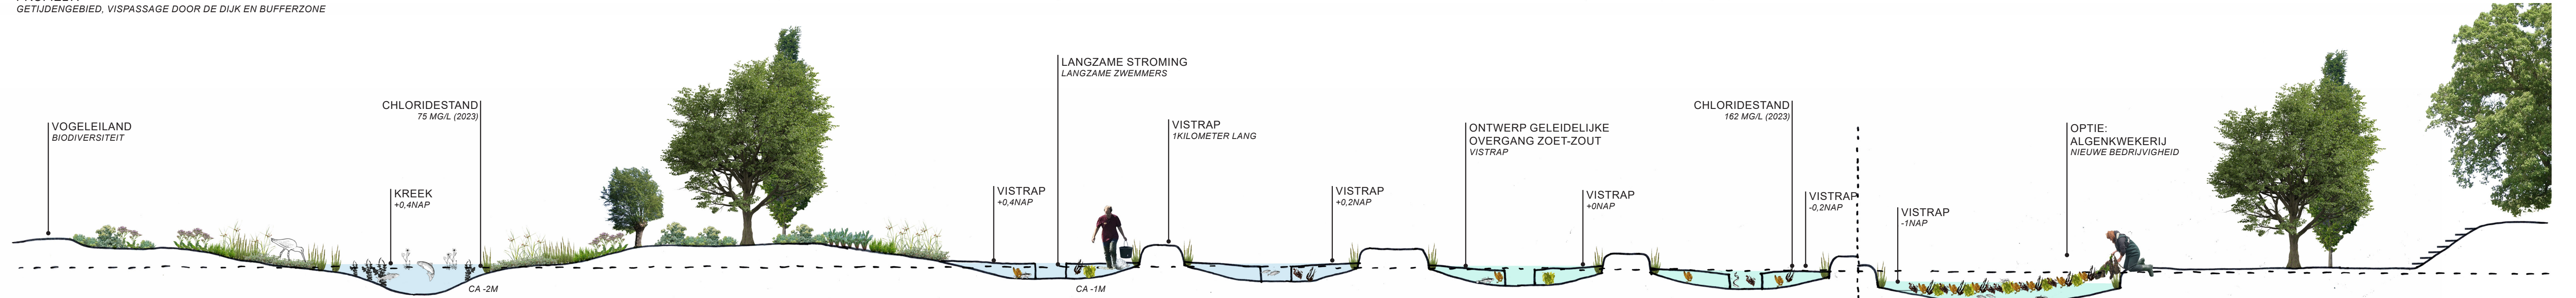 GETIJDENGEBIED, VISPASSAGE DOOR DE DIJK EN BUFFERZONE
VOGELEILAND
BIODIVERSITEIT
CHLORIDESTAND
75 MG/L (2023)
KREEK
+0,4NAP
CA -2M
VISTRAP
+0,4NAP
LANGZAME STROMING
LANGZAME ZWEMMERS
CA -1M
VISTRAP
1KILOMETER LANG
VISTRAP
+0,2NAP
ONTWERP GELEIDELIJKE
OVERGANG ZOET-ZOUT
VISTRAP
VISTRAP
+0NAP
CHLORIDESTAND
162 MG/L (2023)
VISTRAP
-0,2NAP
VISTRAP
-1NAP
OPTIE:
ALGENKWEKERIJ
NIEUWE BEDRIJVIGHEID